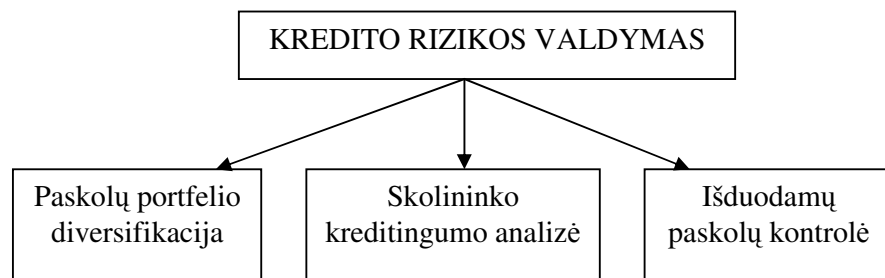 KREDITO RIZIKOS VALDYMAS
Paskolų portfelio
diversifikacija
Skolininko
kreditingumo analizė
Išduodamų
paskolų kontrolė